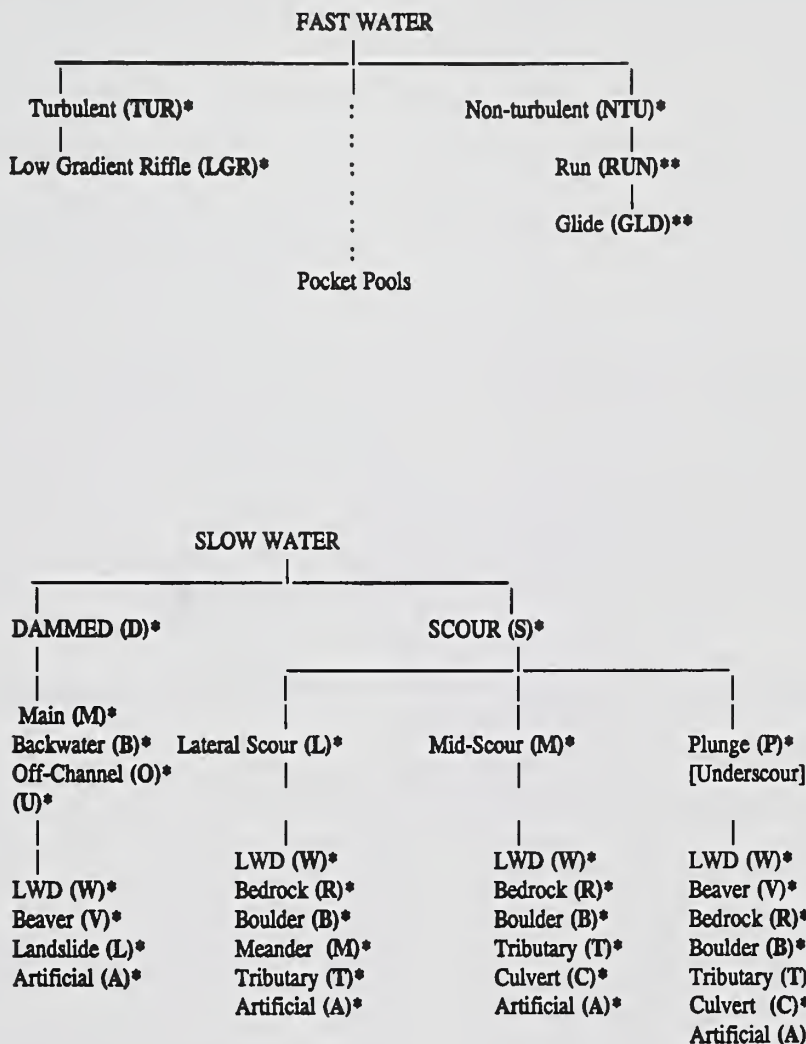 FAST WATER
Turbulent (TUR)*
Non-turbulent (NTU)*
Low Gradient Riffle (LGR)*
Run (RUN)**
Glide (GLD)**
Pocket Pools
SLOW WATER
DAMMED (D)*
SCOUR (S)*
Main (M)*
Backwater (B)*
Off-Channel (O)*
(U)*
Lateral Scour (L)*
Mid-Scour (M)*
Plunge (P)*
[Underscour]
LWD (W)*
Beaver (V)*
Landslide (L)*
Artificial (A)*
LWD (W)*
Bedrock (R)*
Boulder (B)*
Meander (M)*
Tributary (T)*
Artificial (A)*
LWD (W)*
Bedrock (R)*
Boulder (B)*
Tributary (T)*
Culvert (C)*
Artificial (A)*
LWD (W)*
Beaver (V)*
Bedrock (R)*
Boulder (B)*
Tributary (T)
Culvert (C)*
Artificial (A)